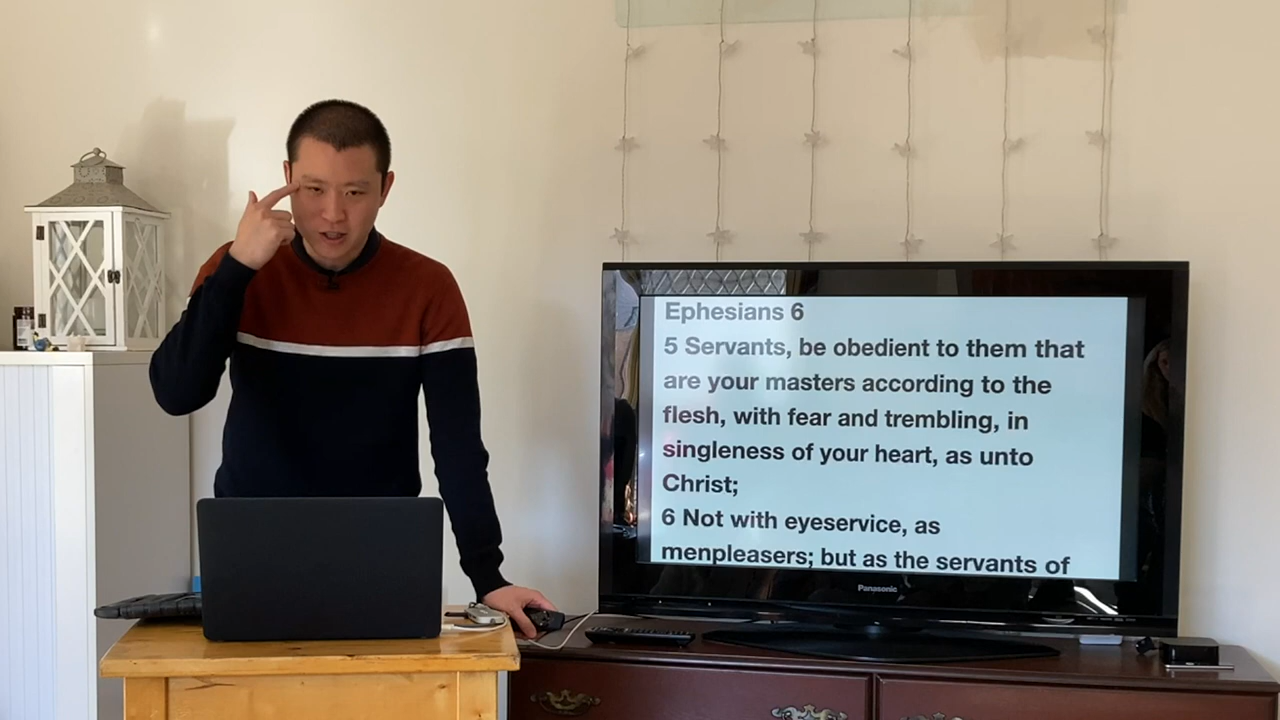 Ephesians 6
5 Servants, be obedient to them that
are your masters according to the
flesh, with fear and trembling, in
singleness of your heart, as unto
Christ;
6 Not with eyeservice, as
menpleasers; but as the servants of
Panasonic